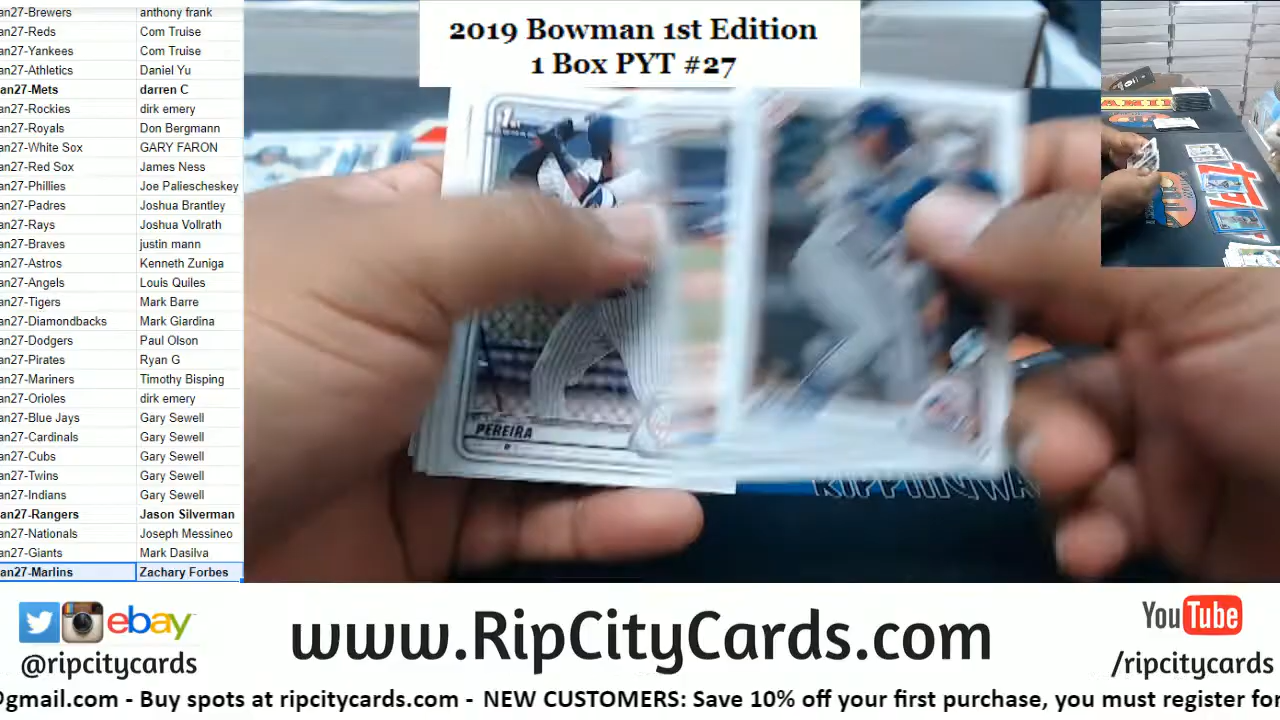 2019 Bowman 1st Edition
1 Box PYT #27
an27-Brewers anthony frank
an27-Reds Com Truise
an27-Yankees Com Truise
an27-Athletics Daniel Yu
an27-Mets darren C
an27-Rockies dirk emery
an27-Royals Don Bergmann
an27-White Sox GARY FARON
an27-Red Sox James Ness
an27-Phillies Joe Paliescheskey
an27-Padres Joshua Brantley
an27-Rays Joshua Vollrath
an27-Braves justin mann
an27-Astros Kenneth Zuniga
an27-Angels Louis Quiles
an27-Tigers Mark Barre
an27-Diamondbacks Mark Giardina
an27-Dodgers Paul Olson
an27-Pirates Ryan G
an27-Mariners Timothy Bisping
an27-Orioles dirk emery
an27-Blue Jays Gary Sewell
an27-Cardinals Gary Sewell
an27-Cubs Gary Sewell
an27-Twins Gary Sewell
an27-Indians Gary Sewell
an27-Rangers Jason Silverman
an27-Nationals Joseph Messineo
an27-Giants Mark Dasilva
an27-Marlins Zachary Forbes
PEREIRA
ebay
@ripcitycards
www.RipCityCards.com
YouTube
/ripcitycards
@gmail.com - Buy spots at ripcitycards.com - NEW CUSTOMERS: Save 10% off your first purchase, you must register for